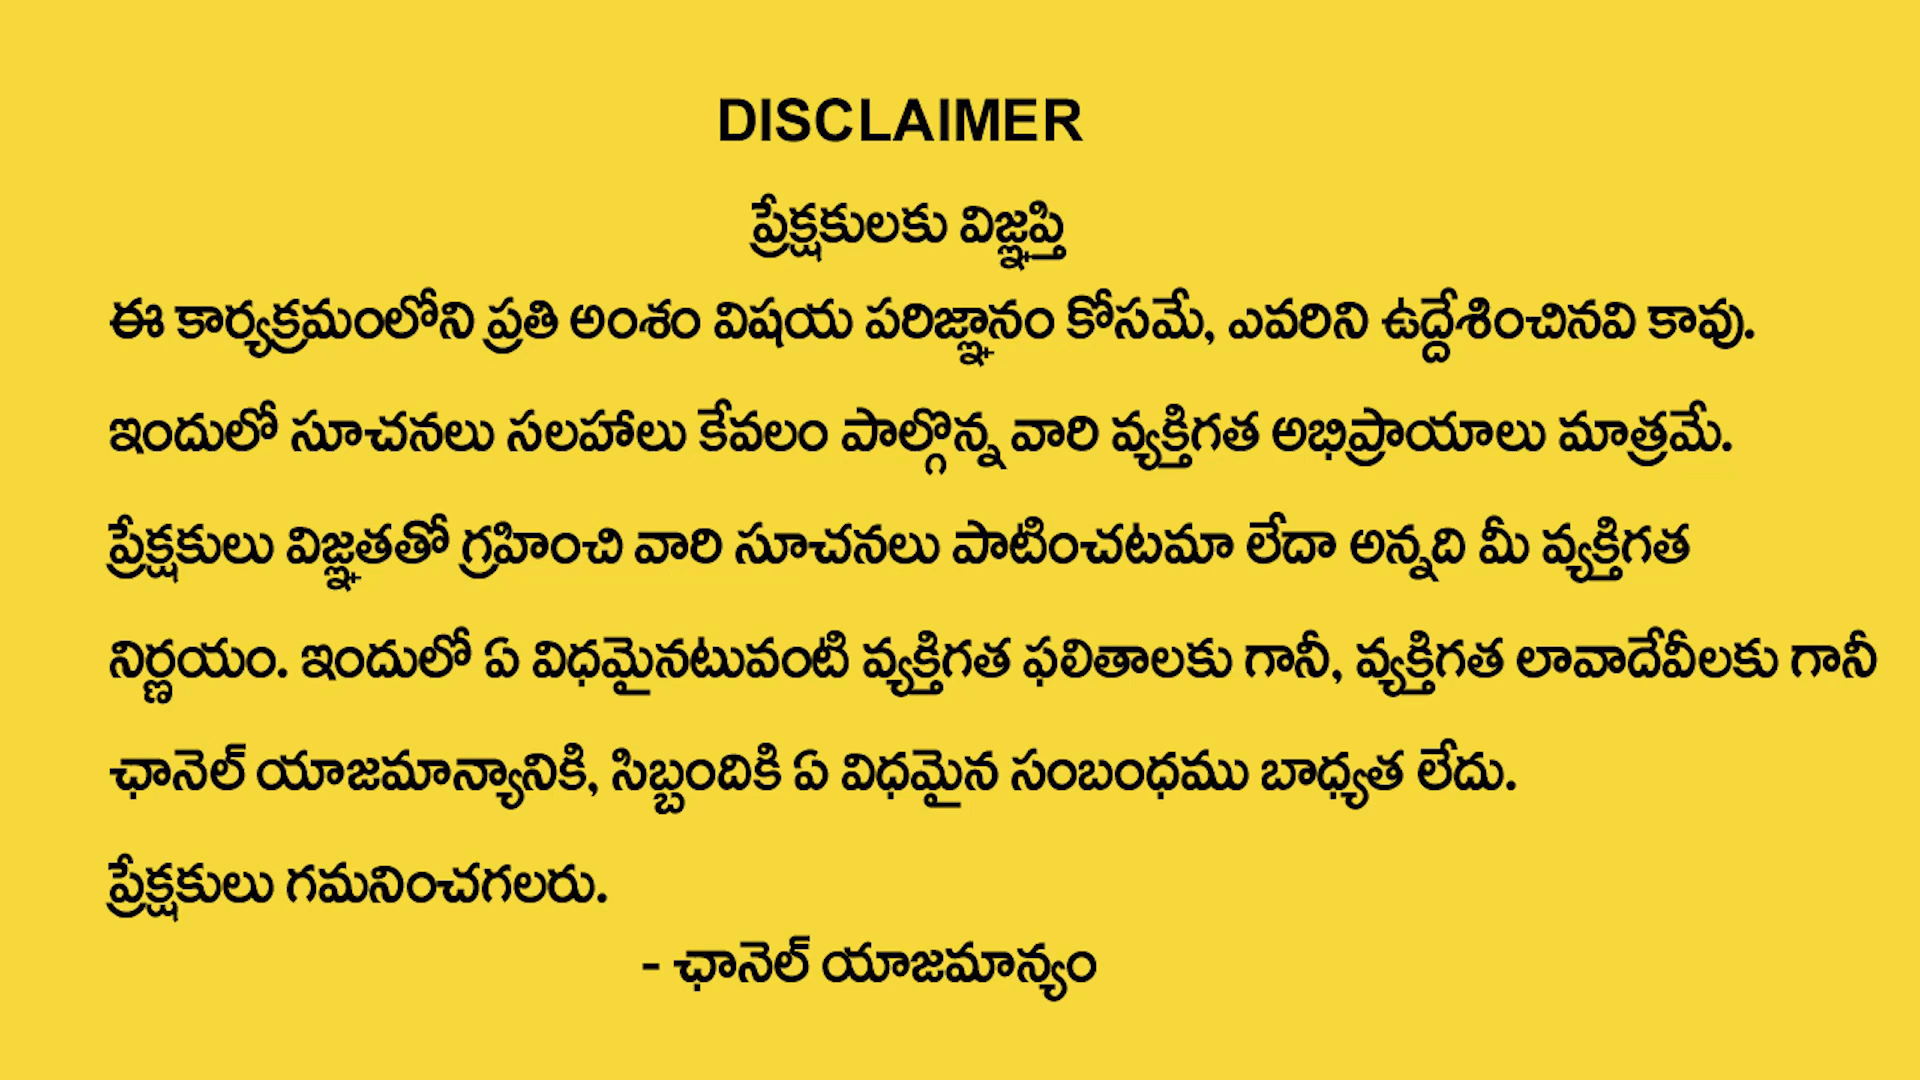 DISCLAIMER
ప్రేక్షకులకు విజ్ఞప్తి
ఈ కార్యక్రమంలోని ప్రతి అంశం విషయ పరిజ్ఞానం కోసమే, ఎవరిని ఉద్దేశించినవి కావు.
ఇందులో సూచనలు సలహాలు కేవలం పాల్గొన్న వారి వ్యక్తిగత అభిప్రాయాలు మాత్రమే.
ప్రేక్షకులు విజ్ఞతతో గ్రహించి వారి సూచనలు పాటించటమా లేదా అన్నది మీ వ్యక్తిగత
నిర్ణయం. ఇందులో ఏ విధమైనటువంటి వ్యక్తిగత ఫలితాలకు గానీ, వ్యక్తిగత లావాదేవీలకు గానీ
ఛానెల్ యాజమాన్యానికి, సిబ్బందికి ఏ విధమైన సంబంధము బాధ్యత లేదు.
ప్రేక్షకులు గమనించగలరు.
- ఛానెల్ యాజమాన్యం